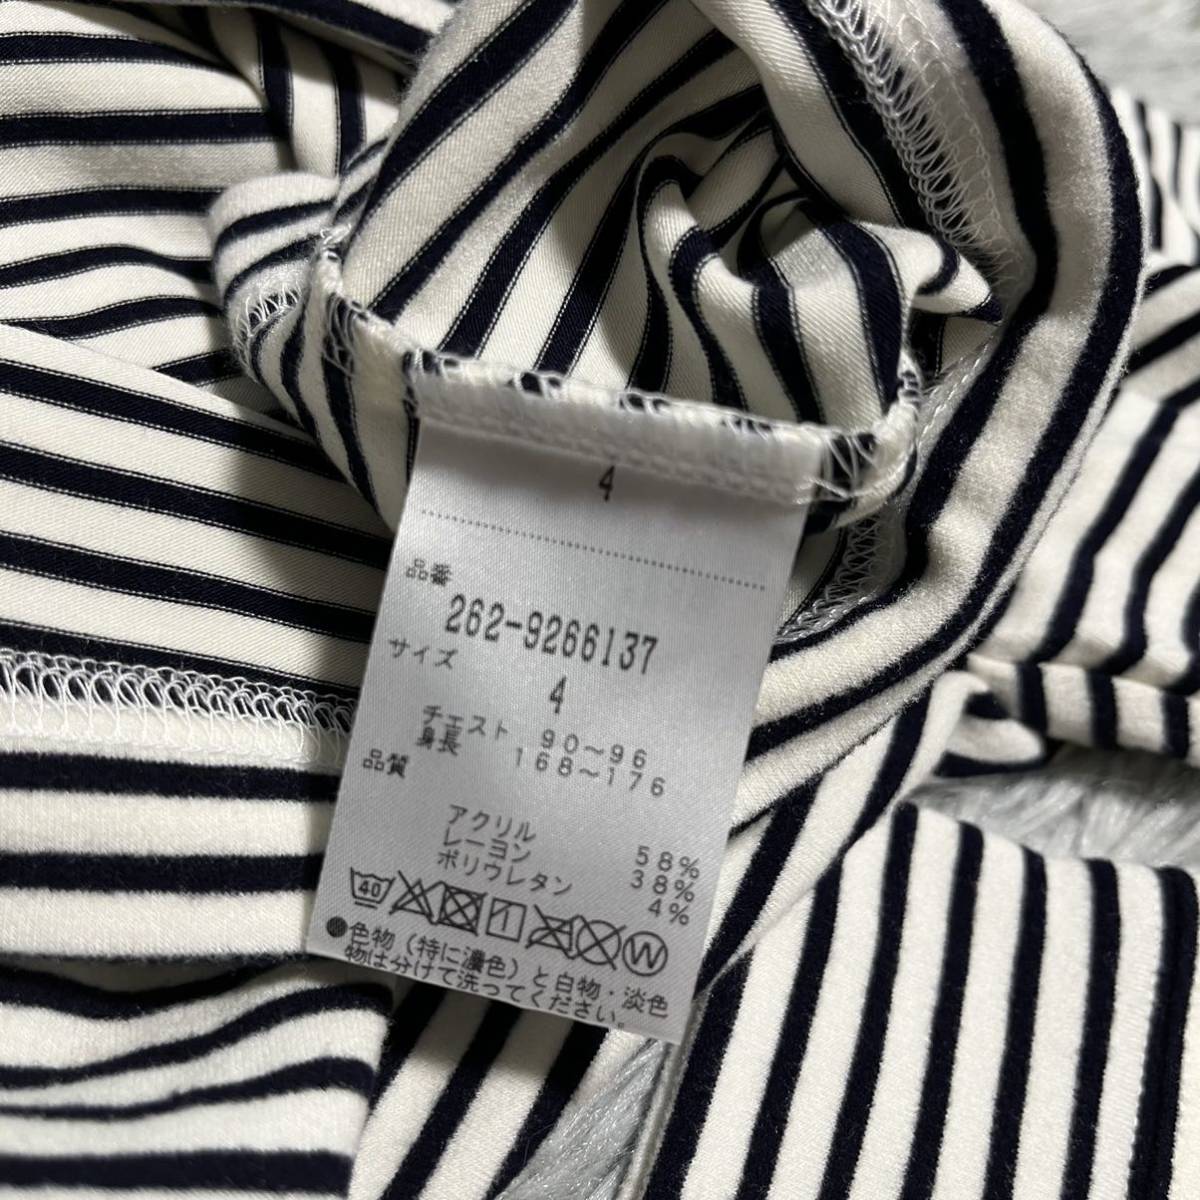 4
品番
262-9266137
サイズ
4
チェスト 90〜96
身長 168〜176
品質
アクリル 58%
レーヨン 38%
ポリウレタン 4%
40 W
●色物(特に濃色)と白物・淡色
物は分けて洗ってください。